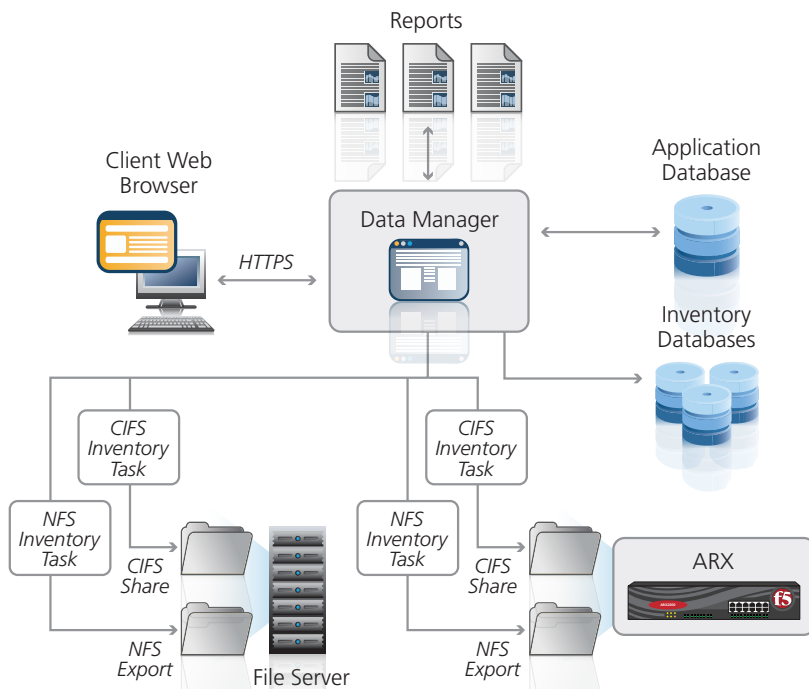 Reports
Client Web
Browser
Application
Database
Data Manager
HTTPS
Inventory
Databases
CIFS
Inventory
Task
CIFS
Inventory
Task
NFS
Inventory
Task
NFS
Inventory
Task
CIFS
Share
CIFS
Share
ARX
f5
NFS
Export
File Server
NFS
Export